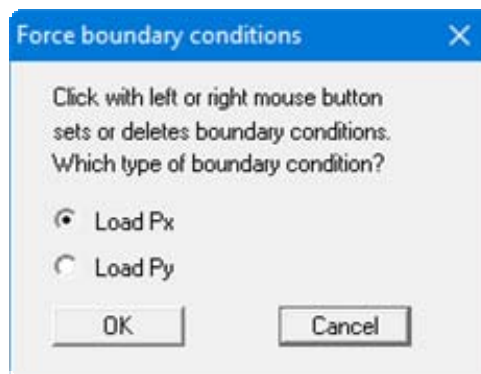 Force boundary conditions
Click with left or right mouse button
sets or deletes boundary conditions.
Which type of boundary condition?
Load Px
Load Py
OK Cancel